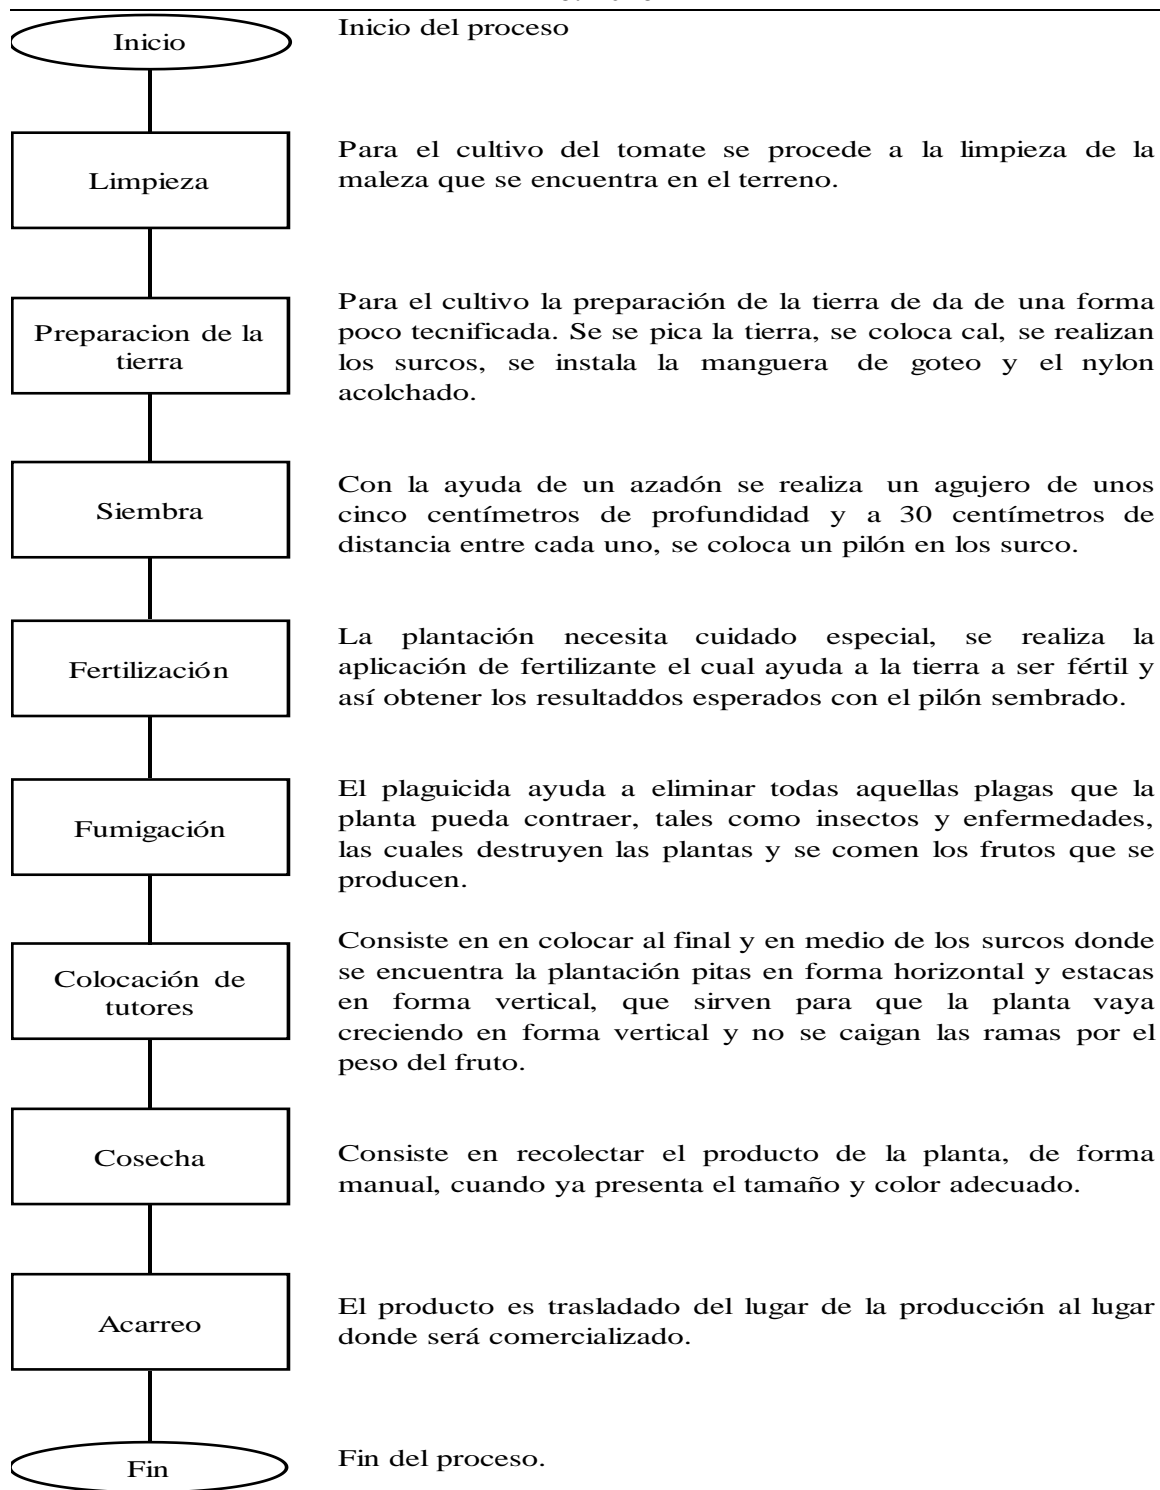 Inicio
Inicio del proceso
Limpieza
Para el cultivo del tomate se procede a la limpieza de la
maleza que se encuentra en el terreno.
Preparacion de la
tierra
Para el cultivo la preparación de la tierra de da de una forma
poco tecnificada. Se se pica la tierra, se coloca cal, se realizan
los surcos, se instala la manguera de goteo y el nylon
acolchado.
Siembra
Con la ayuda de un azadón se realiza un agujero de unos
cinco centímetros de profundidad y a 30 centímetros de
distancia entre cada uno, se coloca un pilón en los surco.
Fertilización
La plantación necesita cuidado especial, se realiza la
aplicación de fertilizante el cual ayuda a la tierra a ser fértil y
así obtener los resultaddos esperados con el pilón sembrado.
Fumigación
El plaguicida ayuda a eliminar todas aquellas plagas que la
planta pueda contraer, tales como insectos y enfermedades,
las cuales destruyen las plantas y se comen los frutos que se
producen.
Colocación de
tutores
Consiste en en colocar al final y en medio de los surcos donde
se encuentra la plantación pitas en forma horizontal y estacas
en forma vertical, que sirven para que la planta vaya
creciendo en forma vertical y no se caigan las ramas por el
peso del fruto.
Cosecha
Consiste en recolectar el producto de la planta, de forma
manual, cuando ya presenta el tamaño y color adecuado.
Acarreo
El producto es trasladado del lugar de la producción al lugar
donde será comercializado.
Fin
Fin del proceso.